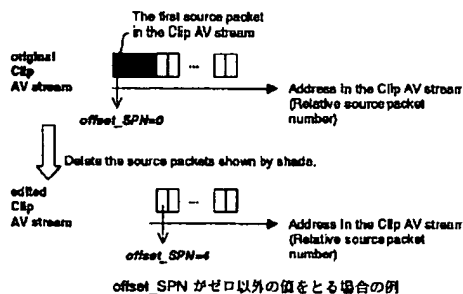 The first source packet
in the Clip AV stream
original
Clip
AV stream
...
Address in the Clip AV stream
(Relative source packet
number)
offset_SPN=0
Delete the source packets shown by shade.
edited
Clip
AV stream
...
Address in the Clip AV stream
(Relative source packet
number)
offset_SPN=4
offset_SPN がゼロ以外の値をとる場合の例